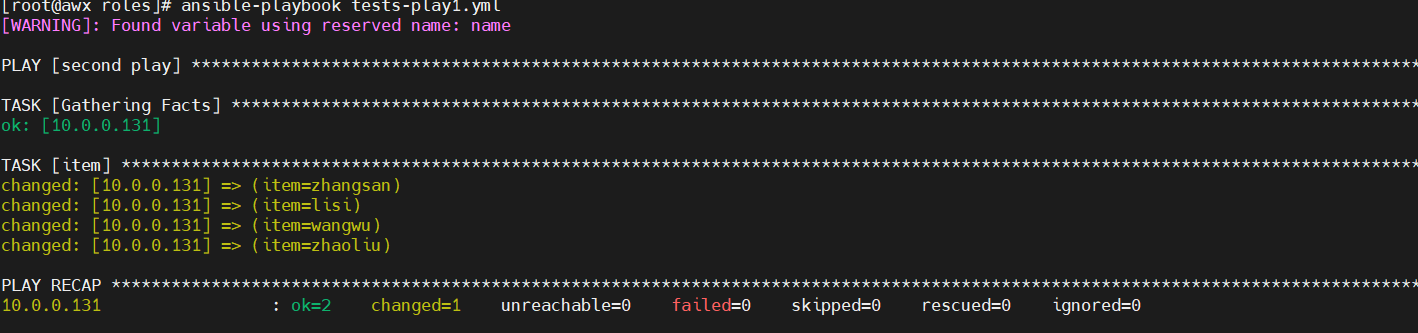 [root@awx roles]# ansible-playbook tests-play1.yml
[WARNING]: Found variable using reserved name: name
PLAY [second play] ***************************************************************************************************************************
TASK [Gathering Facts] ***********************************************************************************************************************
ok: [10.0.0.131]
TASK [item] **********************************************************************************************************************************
changed: [10.0.0.131] => (item=zhangsan)
changed: [10.0.0.131] => (item=lisi)
changed: [10.0.0.131] => (item=wangwu)
changed: [10.0.0.131] => (item=zhaoliu)
PLAY RECAP ***********************************************************************************************************************************
10.0.0.131                 : ok=2    changed=1    unreachable=0    failed=0    skipped=0    rescued=0    ignored=0